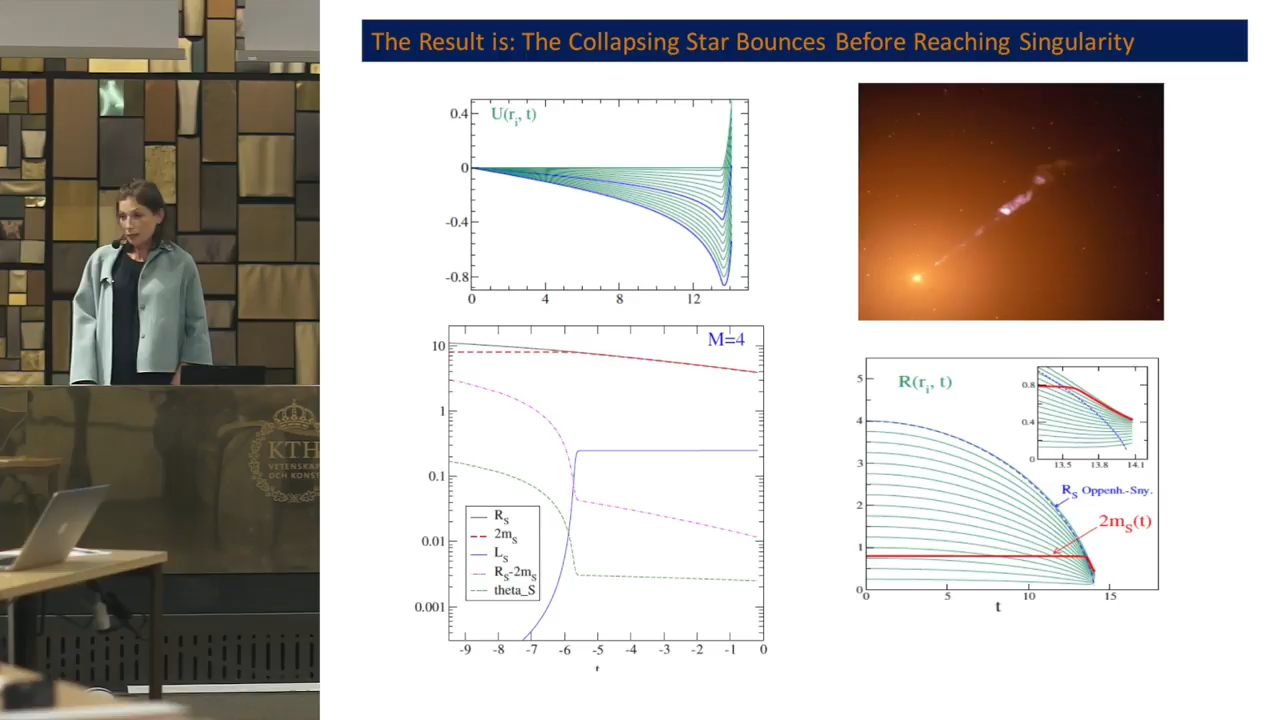 The Result is: The Collapsing Star Bounces Before Reaching Singularity
U(rᵢ, t)
0.4
0
-0.4
-0.8
0 4 8 12
M=4
10
1
0.1
0.01
0.001
R_S
2m_S
L_S
R_S-2m_S
theta_S
-9 -8 -7 -6 -5 -4 -3 -2 -1 0
t
R(rᵢ, t)
5
4
3
2
1
0
0.8
0.4
0
13.5 13.8 14.1
R_S Oppenh.-Sny.
2m_S(t)
0 5 10 15
t
KTH
VETENSKAP
OCH KONST